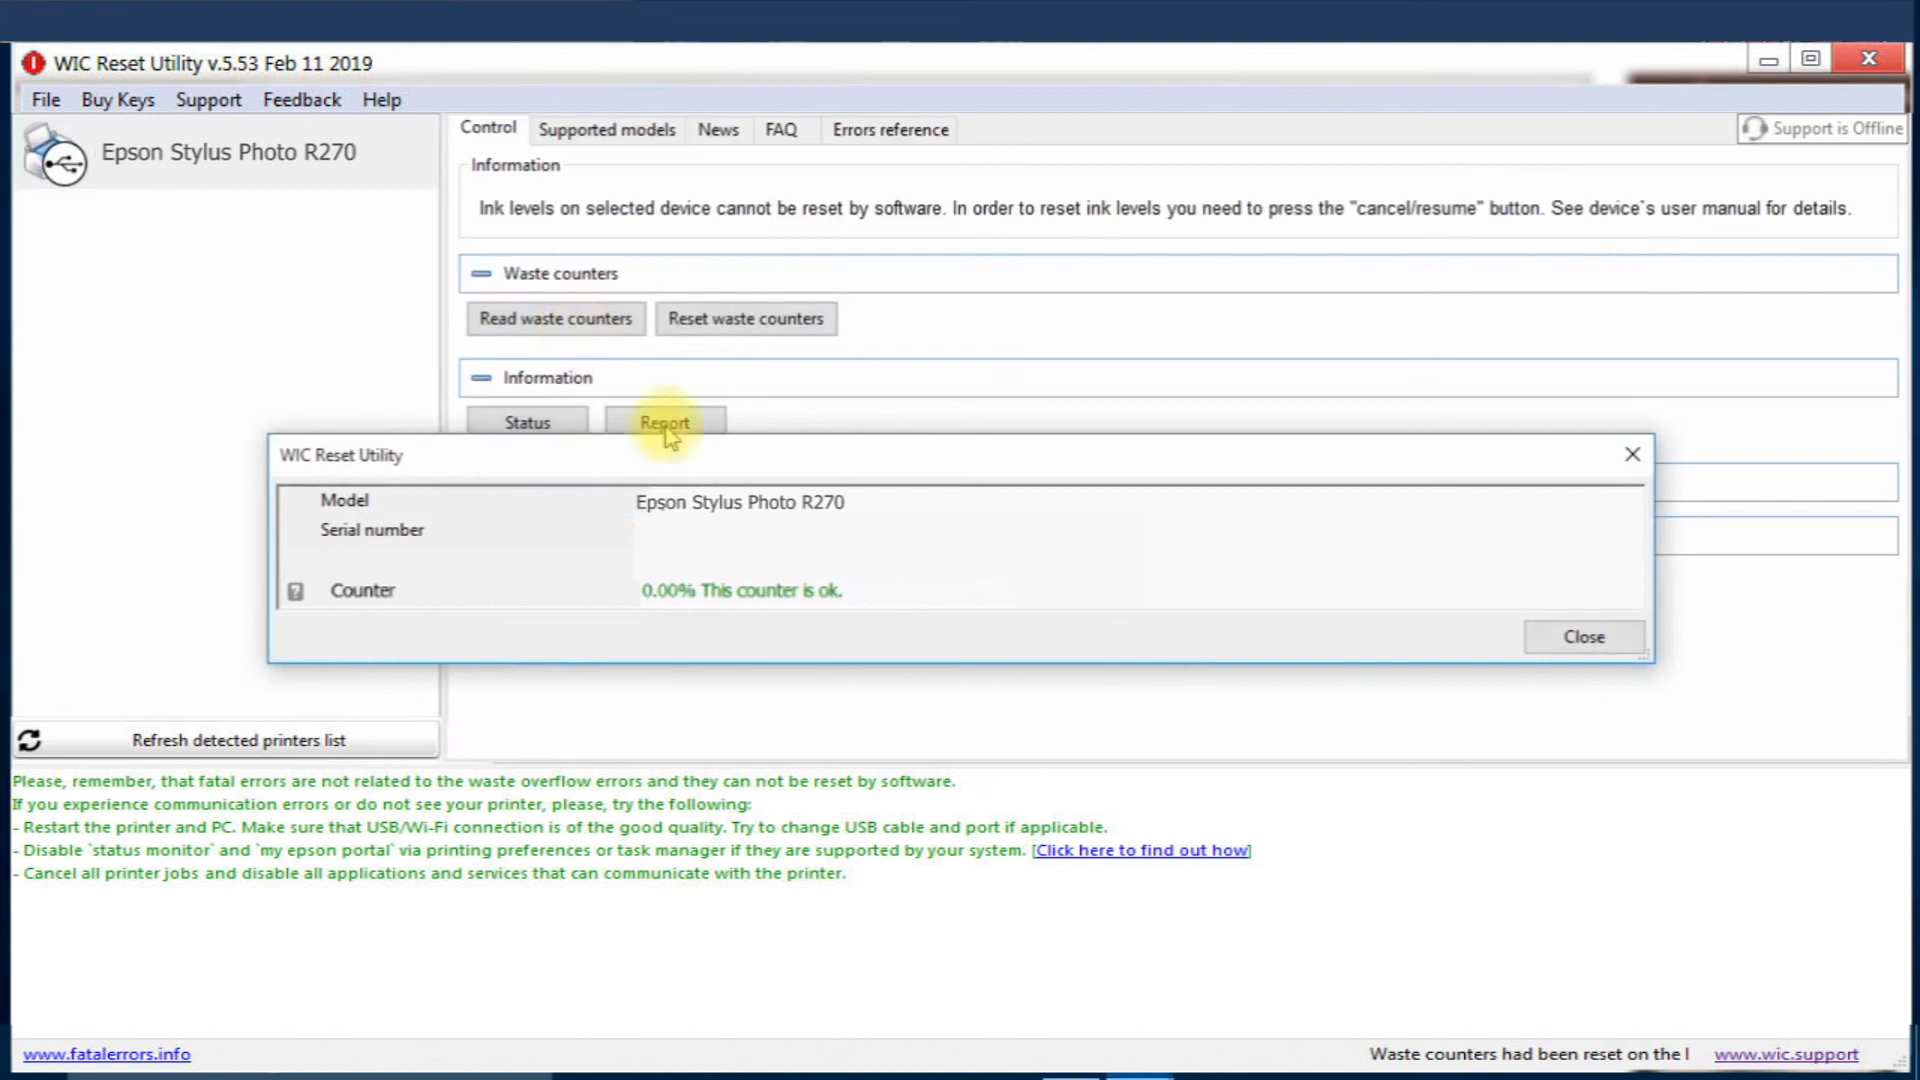 WIC Reset Utility v.5.53 Feb 11 2019
File Buy Keys Support Feedback Help
Epson Stylus Photo R270
Control Supported models News FAQ Errors reference
Support is Offline
Information
Ink levels on selected device cannot be reset by software. In order to reset ink levels you need to press the "cancel/resume" button. See device`s user manual for details.
Waste counters
Read waste counters Reset waste counters
Information
Status Report
WIC Reset Utility
Model Epson Stylus Photo R270
Serial number
Counter 0.00% This counter is ok.
Close
Refresh detected printers list
Please, remember, that fatal errors are not related to the waste overflow errors and they can not be reset by software.
If you experience communication errors or do not see your printer, please, try the following:
- Restart the printer and PC. Make sure that USB/Wi-Fi connection is of the good quality. Try to change USB cable and port if applicable.
- Disable `status monitor` and `my epson portal` via printing preferences or task manager if they are supported by your system. [Click here to find out how]
- Cancel all printer jobs and disable all applications and services that can communicate with the printer.
www.fatalerrors.info
Waste counters had been reset on the l www.wic.support